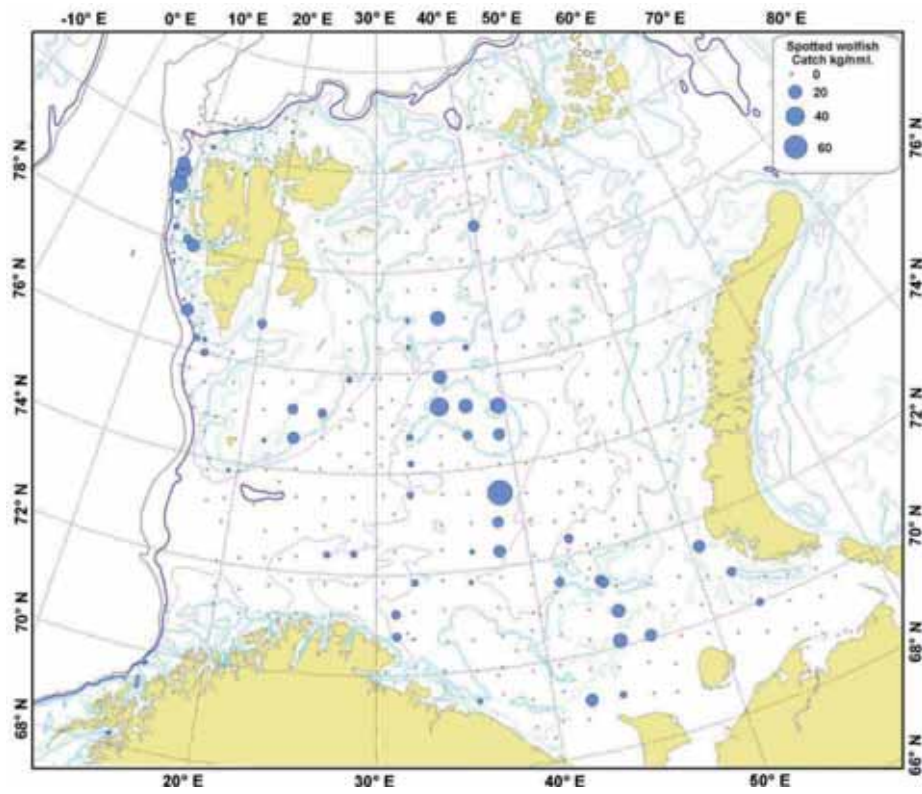 -10° E 0° E 10° E 20° E 30° E 40° E 50° E 60° E 70° E 80° E
Spotted wolfish
Catch kg/nml.
0
20
40
60
78° N
76° N
74° N
72° N
70° N
68° N
76° N
74° N
72° N
70° N
68° N
66° N
20° E 30° E 40° E 50° E